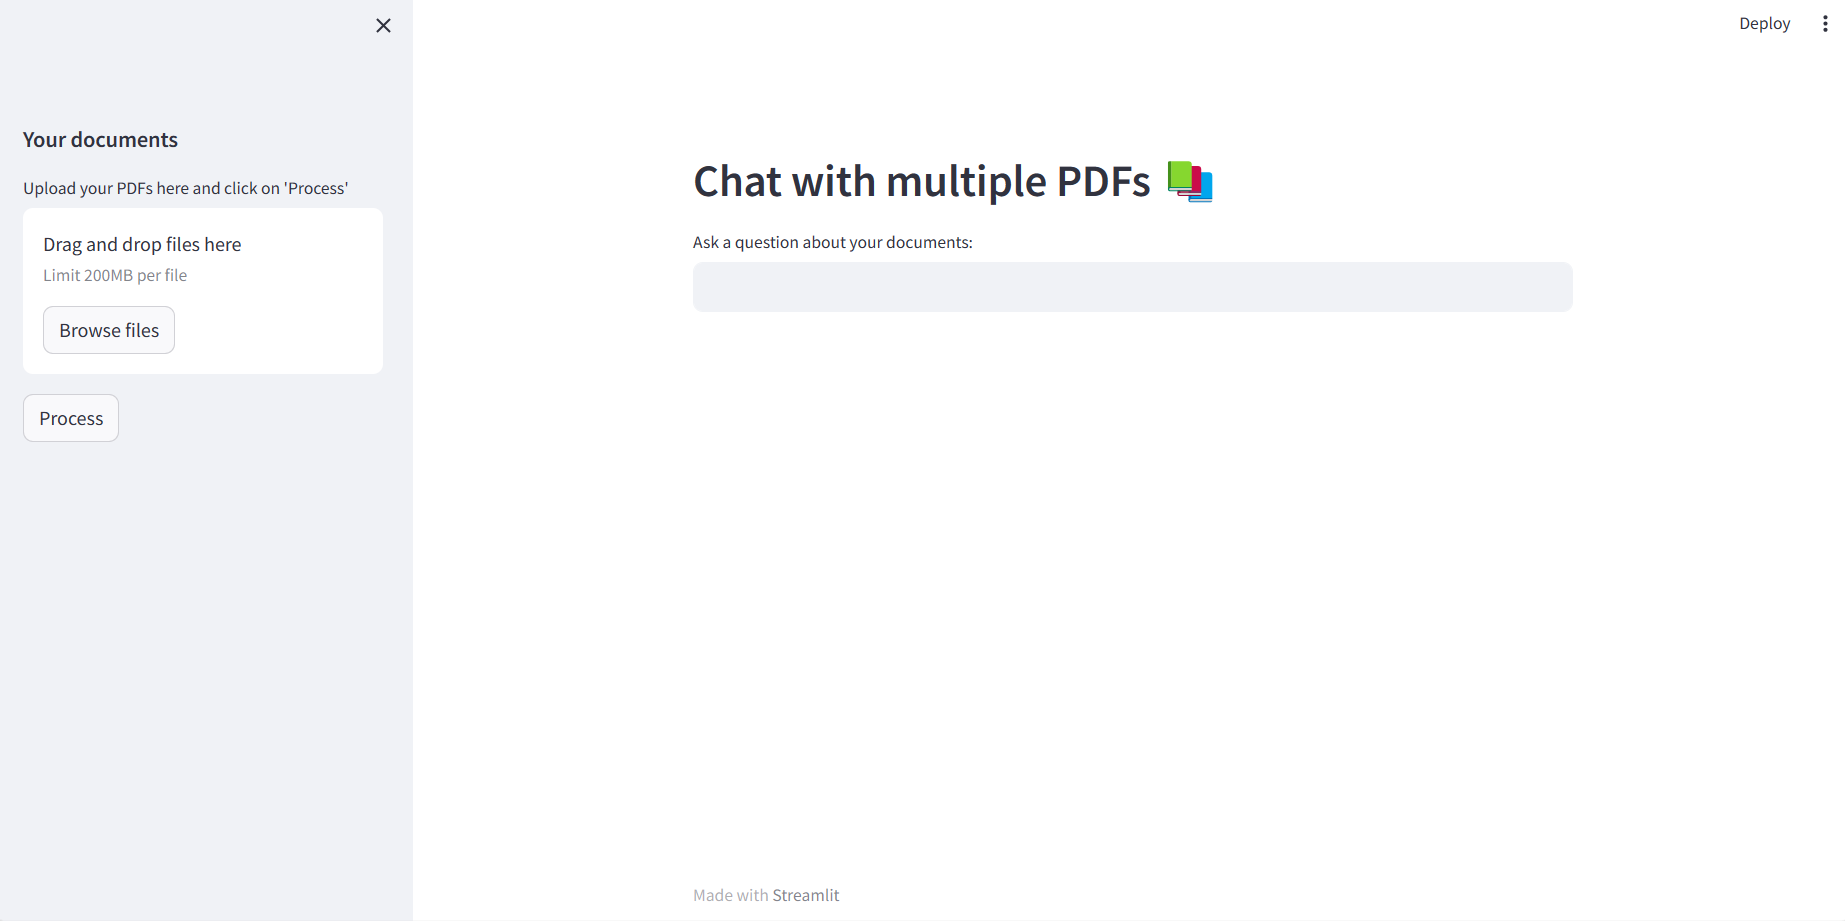 Deploy
Your documents
Upload your PDFs here and click on 'Process'
Drag and drop files here
Limit 200MB per file
Browse files
Process
Chat with multiple PDFs
Ask a question about your documents:
Made with Streamlit